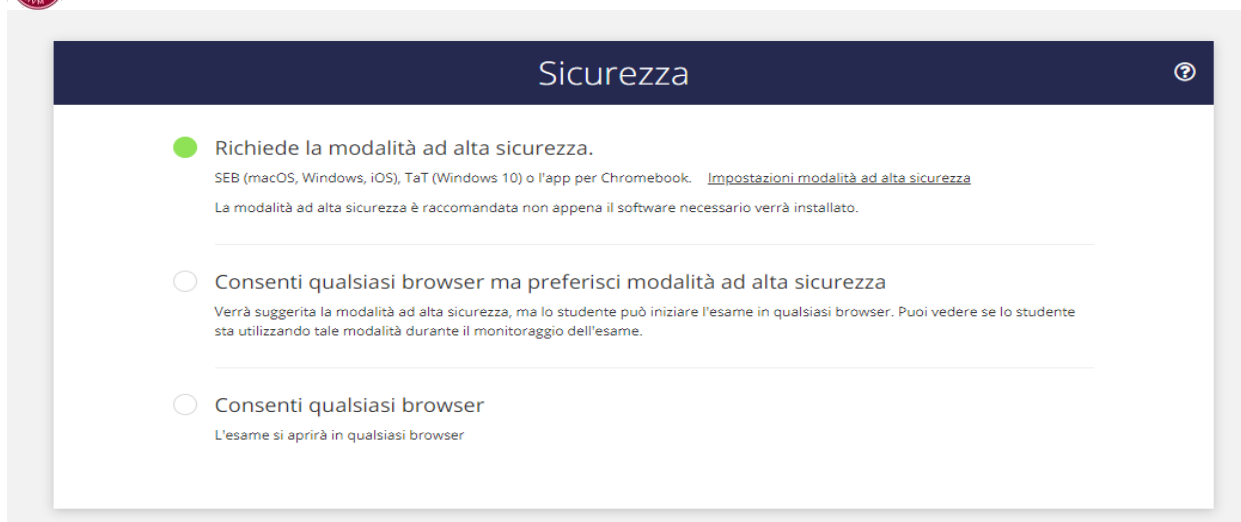 Sicurezza
Richiede la modalità ad alta sicurezza.
SEB (macOS, Windows, iOS), TaT (Windows 10) o l'app per Chromebook. Impostazioni modalità ad alta sicurezza
La modalità ad alta sicurezza è raccomandata non appena il software necessario verrà installato.
Consenti qualsiasi browser ma preferisci modalità ad alta sicurezza
Verrà suggerita la modalità ad alta sicurezza, ma lo studente può iniziare l'esame in qualsiasi browser. Puoi vedere se lo studente
sta utilizzando tale modalità durante il monitoraggio dell'esame.
Consenti qualsiasi browser
L'esame si aprirà in qualsiasi browser